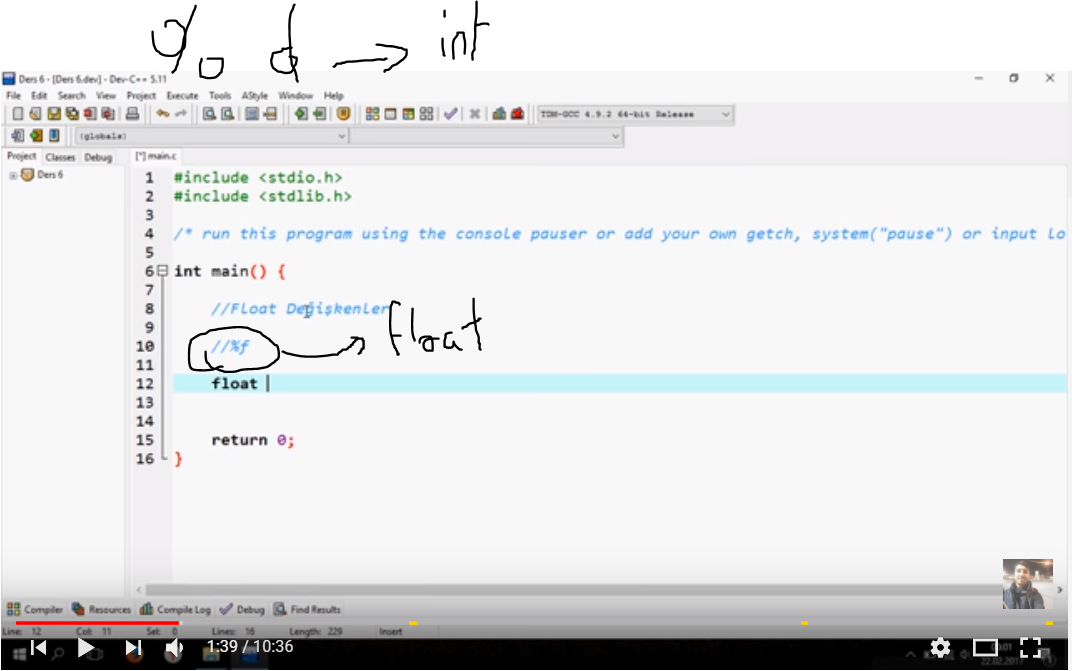 % d → int
Ders 6 - [Ders 6.dev] - Dev-C++ 5.11
File Edit Search View Project Execute Tools AStyle Window Help
TDM-GCC 4.9.2 64-bit Release
(globals)
Project Classes Debug
[*] main.c
Ders 6
1 #include <stdio.h>
2 #include <stdlib.h>
3
4 /* run this program using the console pauser or add your own getch, system("pause") or input lo
5
6 int main() {
7
8 //Float Değişkenler
9
10 //%f → float
11
12 float
13
14
15 return 0;
16 }
Compiler Resources Compile Log Debug Find Results
Line: 12 Col: 11 Sel: 0 Lines: 16 Length: 229 Insert
1:39 / 10:36